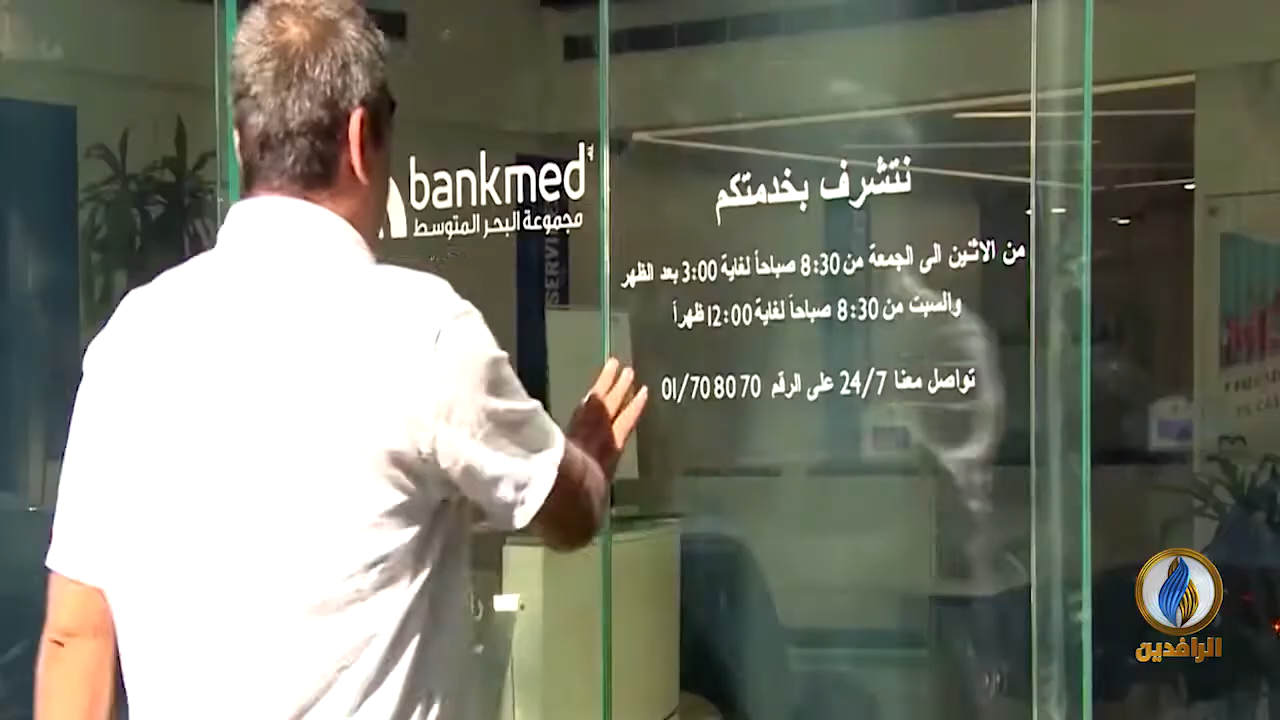 bankmed
مجموعة البحر المتوسط
نتشرف بخدمتكم
من الاثنين الى الجمعة من 8:30 صباحاً لغاية 3:00 بعد الظهر
والسبت من 8:30 صباحاً لغاية 12:00 ظهراً
تواصل معنا 24/7 على الرقم 01/70 80 70
SERVIC
الرافدين